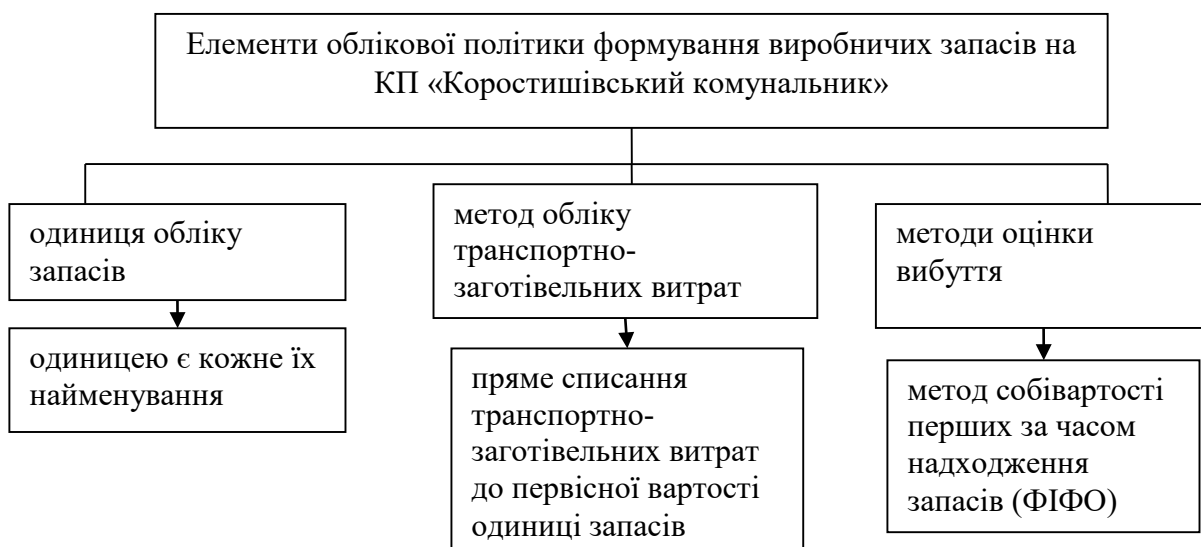 Елементи облікової політики формування виробничих запасів на
КП «Коростишівський комунальник»
одиниця обліку
запасів
метод обліку
транспортно-
заготівельних витрат
методи оцінки
вибуття
одиницею є кожне їх
найменування
пряме списання
транспортно-
заготівельних витрат
до первісної вартості
одиниці запасів
метод собівартості
перших за часом
надходження
запасів (ФІФО)